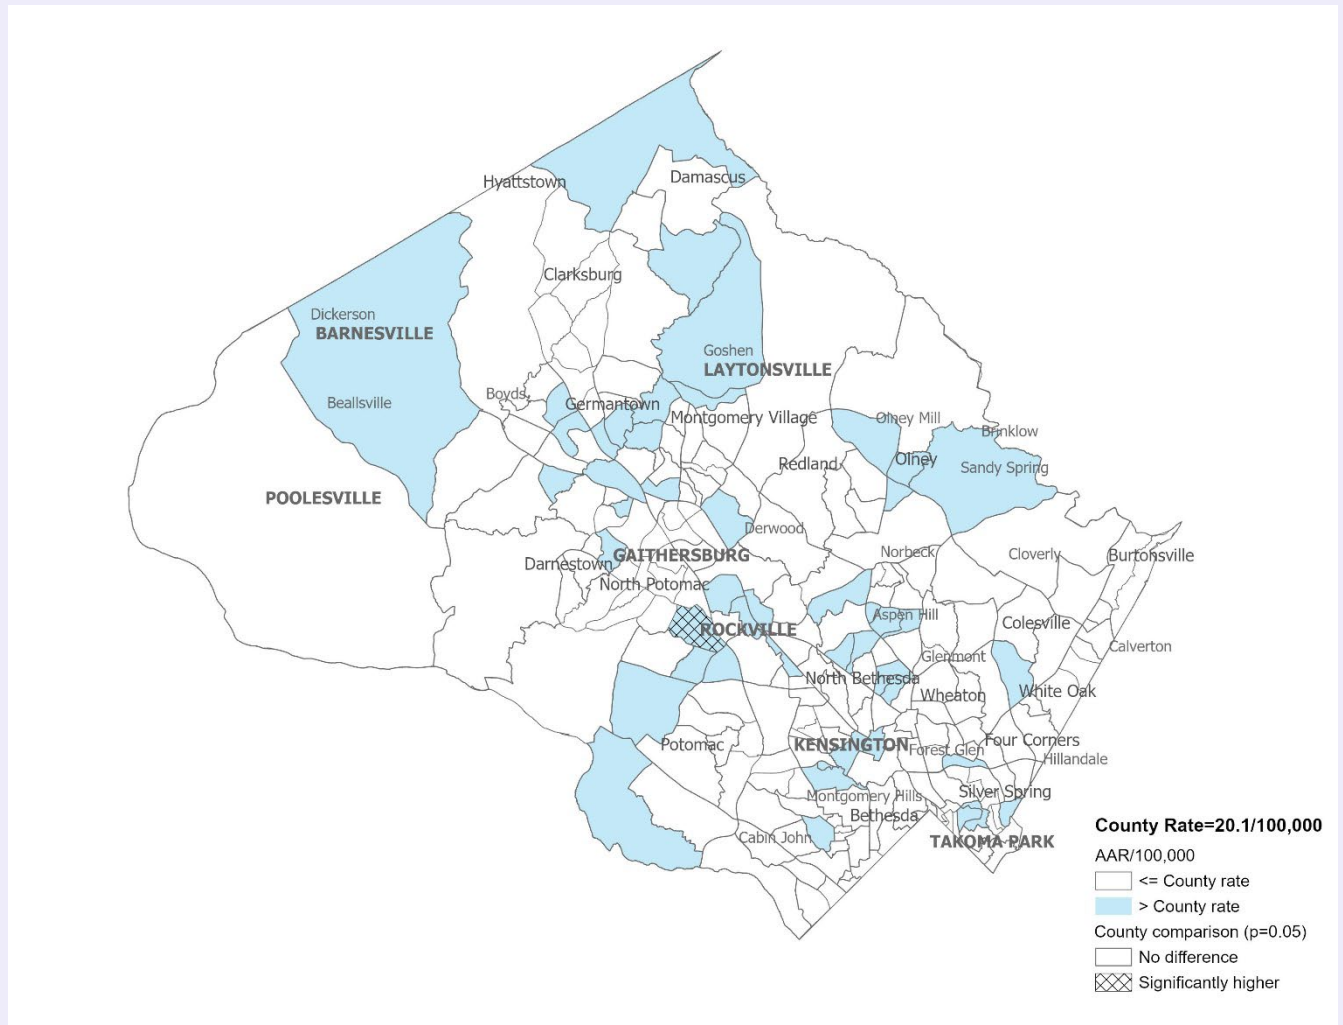 Damascus
Hyattstown
Clarksburg
Dickerson
BARNESVILLE
Goshen
LAYTONSVILLE
Boyds
Beallsville
Germantown
Montgomery Village
Olney Mill
Brinklow
Olney
Redland
Sandy Spring
POOLESVILLE
Derwood
GAITHERSBURG
Norbeck
Cloverly
Burtonsville
Darnestown
North Potomac
Aspen Hill
ROCKVILLE
Colesville
Calverton
Glenmont
North Bethesda
Wheaton
White Oak
Potomac
KENSINGTON
Forest Glen
Four Corners
Hillandale
Montgomery Hills
Silver Spring
Bethesda
Cabin John
TAKOMA PARK
County Rate=20.1/100,000
AAR/100,000
<= County rate
> County rate
County comparison (p=0.05)
No difference
Significantly higher